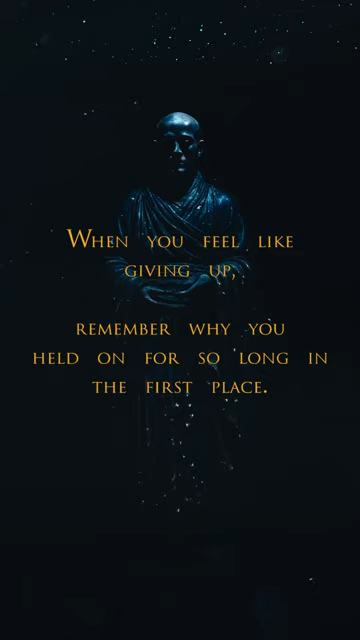 When you feel like
giving up,
remember why you
held on for so long in
the first place.